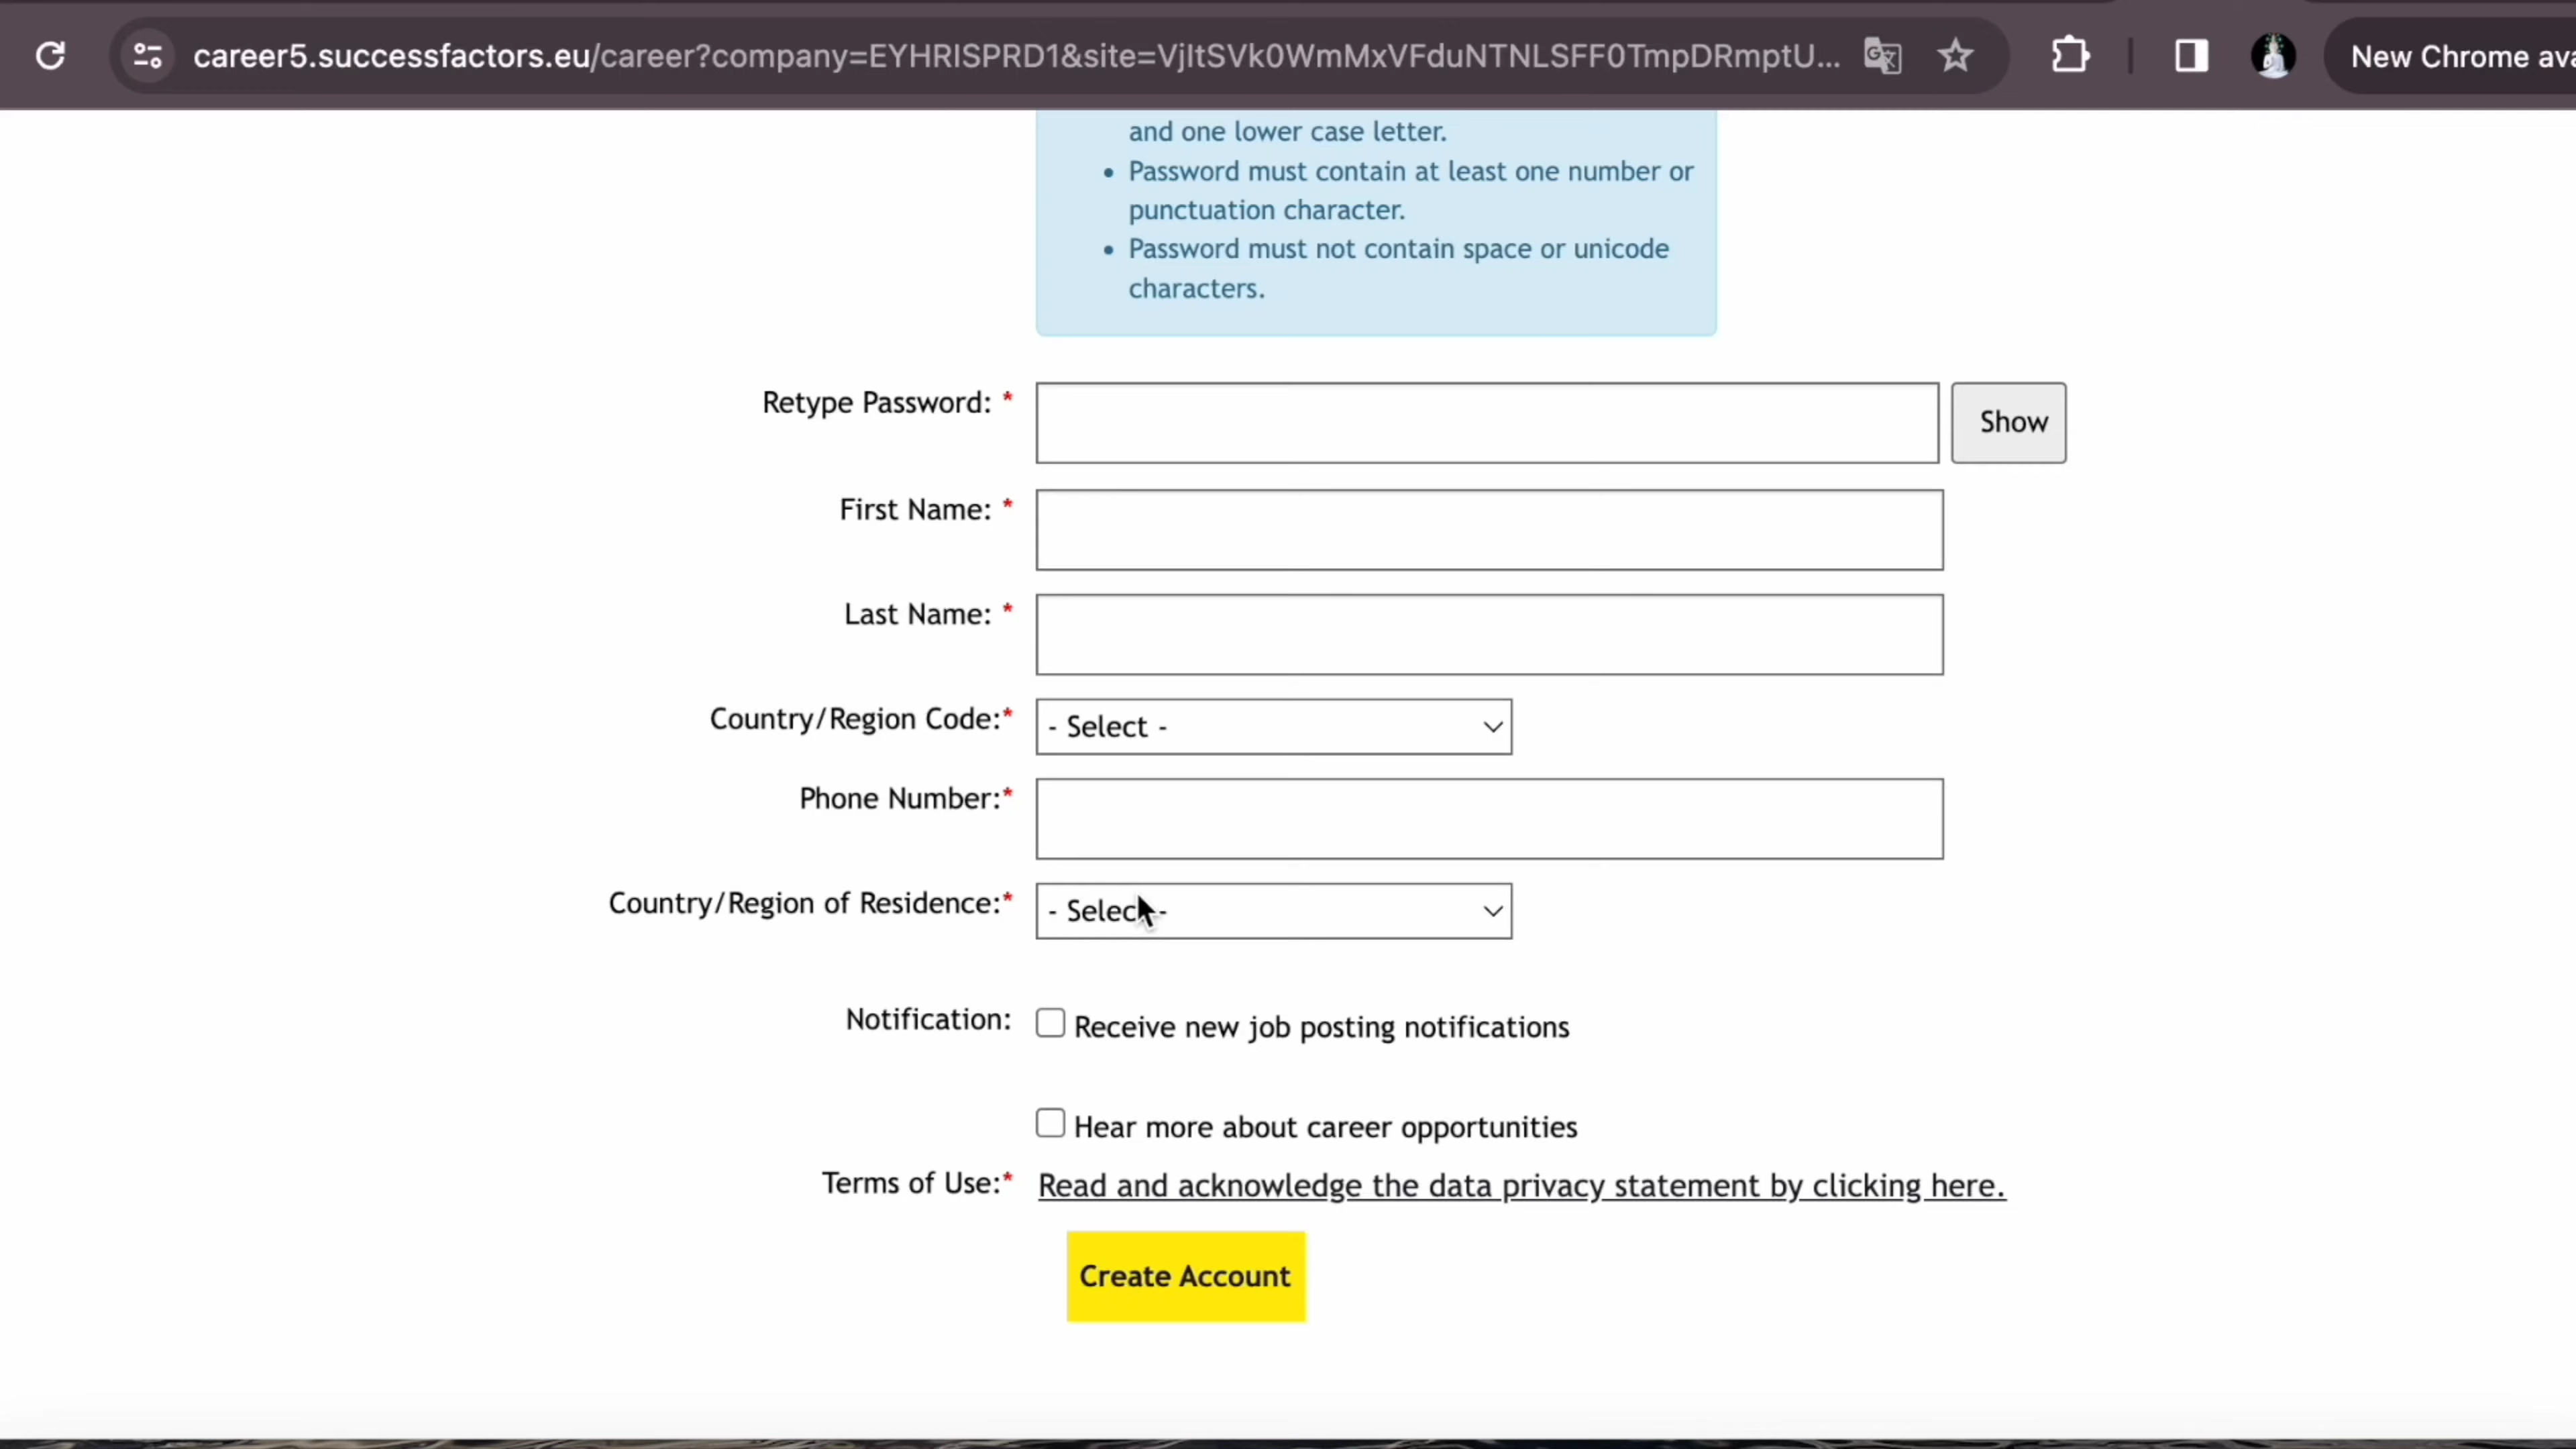 career5.successfactors.eu/career?company=EYHRISPRD1&site=VjItSVk0WmMxVFduNTNLSFF0TmpDRmptU...
New Chrome ava
and one lower case letter.
• Password must contain at least one number or
punctuation character.
• Password must not contain space or unicode
characters.
Retype Password: *
Show
First Name: *
Last Name: *
Country/Region Code:*
- Select -
Phone Number:*
Country/Region of Residence:*
- Select -
Notification:
Receive new job posting notifications
Hear more about career opportunities
Terms of Use:*
Read and acknowledge the data privacy statement by clicking here.
Create Account